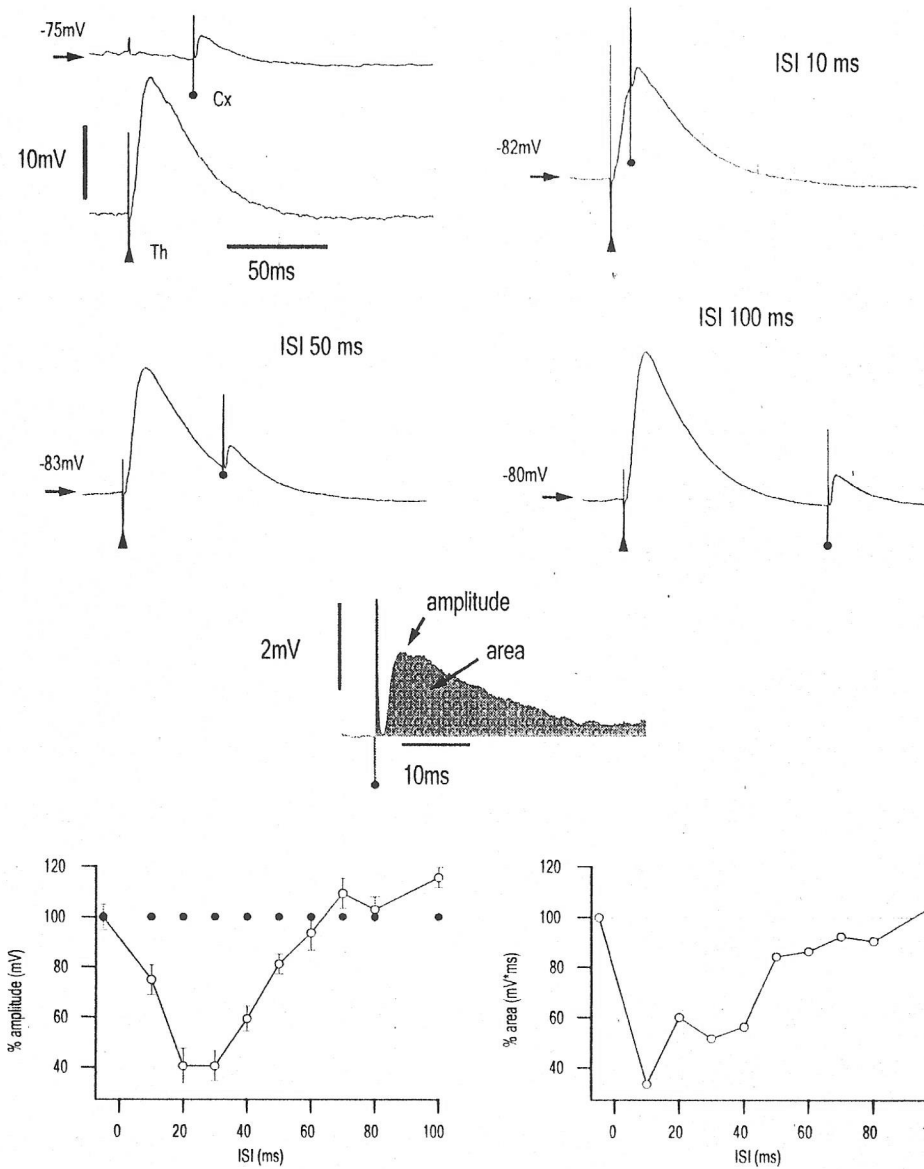 -75mV
Cx
10mV
Th
50ms
ISI 10 ms
-82mV
ISI 50 ms
-83mV
ISI 100 ms
-80mV
amplitude
2mV
area
10ms
120
100
80
60
40
% amplitude (mV)
0 20 40 60 80 100
ISI (ms)
120
100
80
60
40
% area (mV*ms)
0 20 40 60 80
ISI (ms)